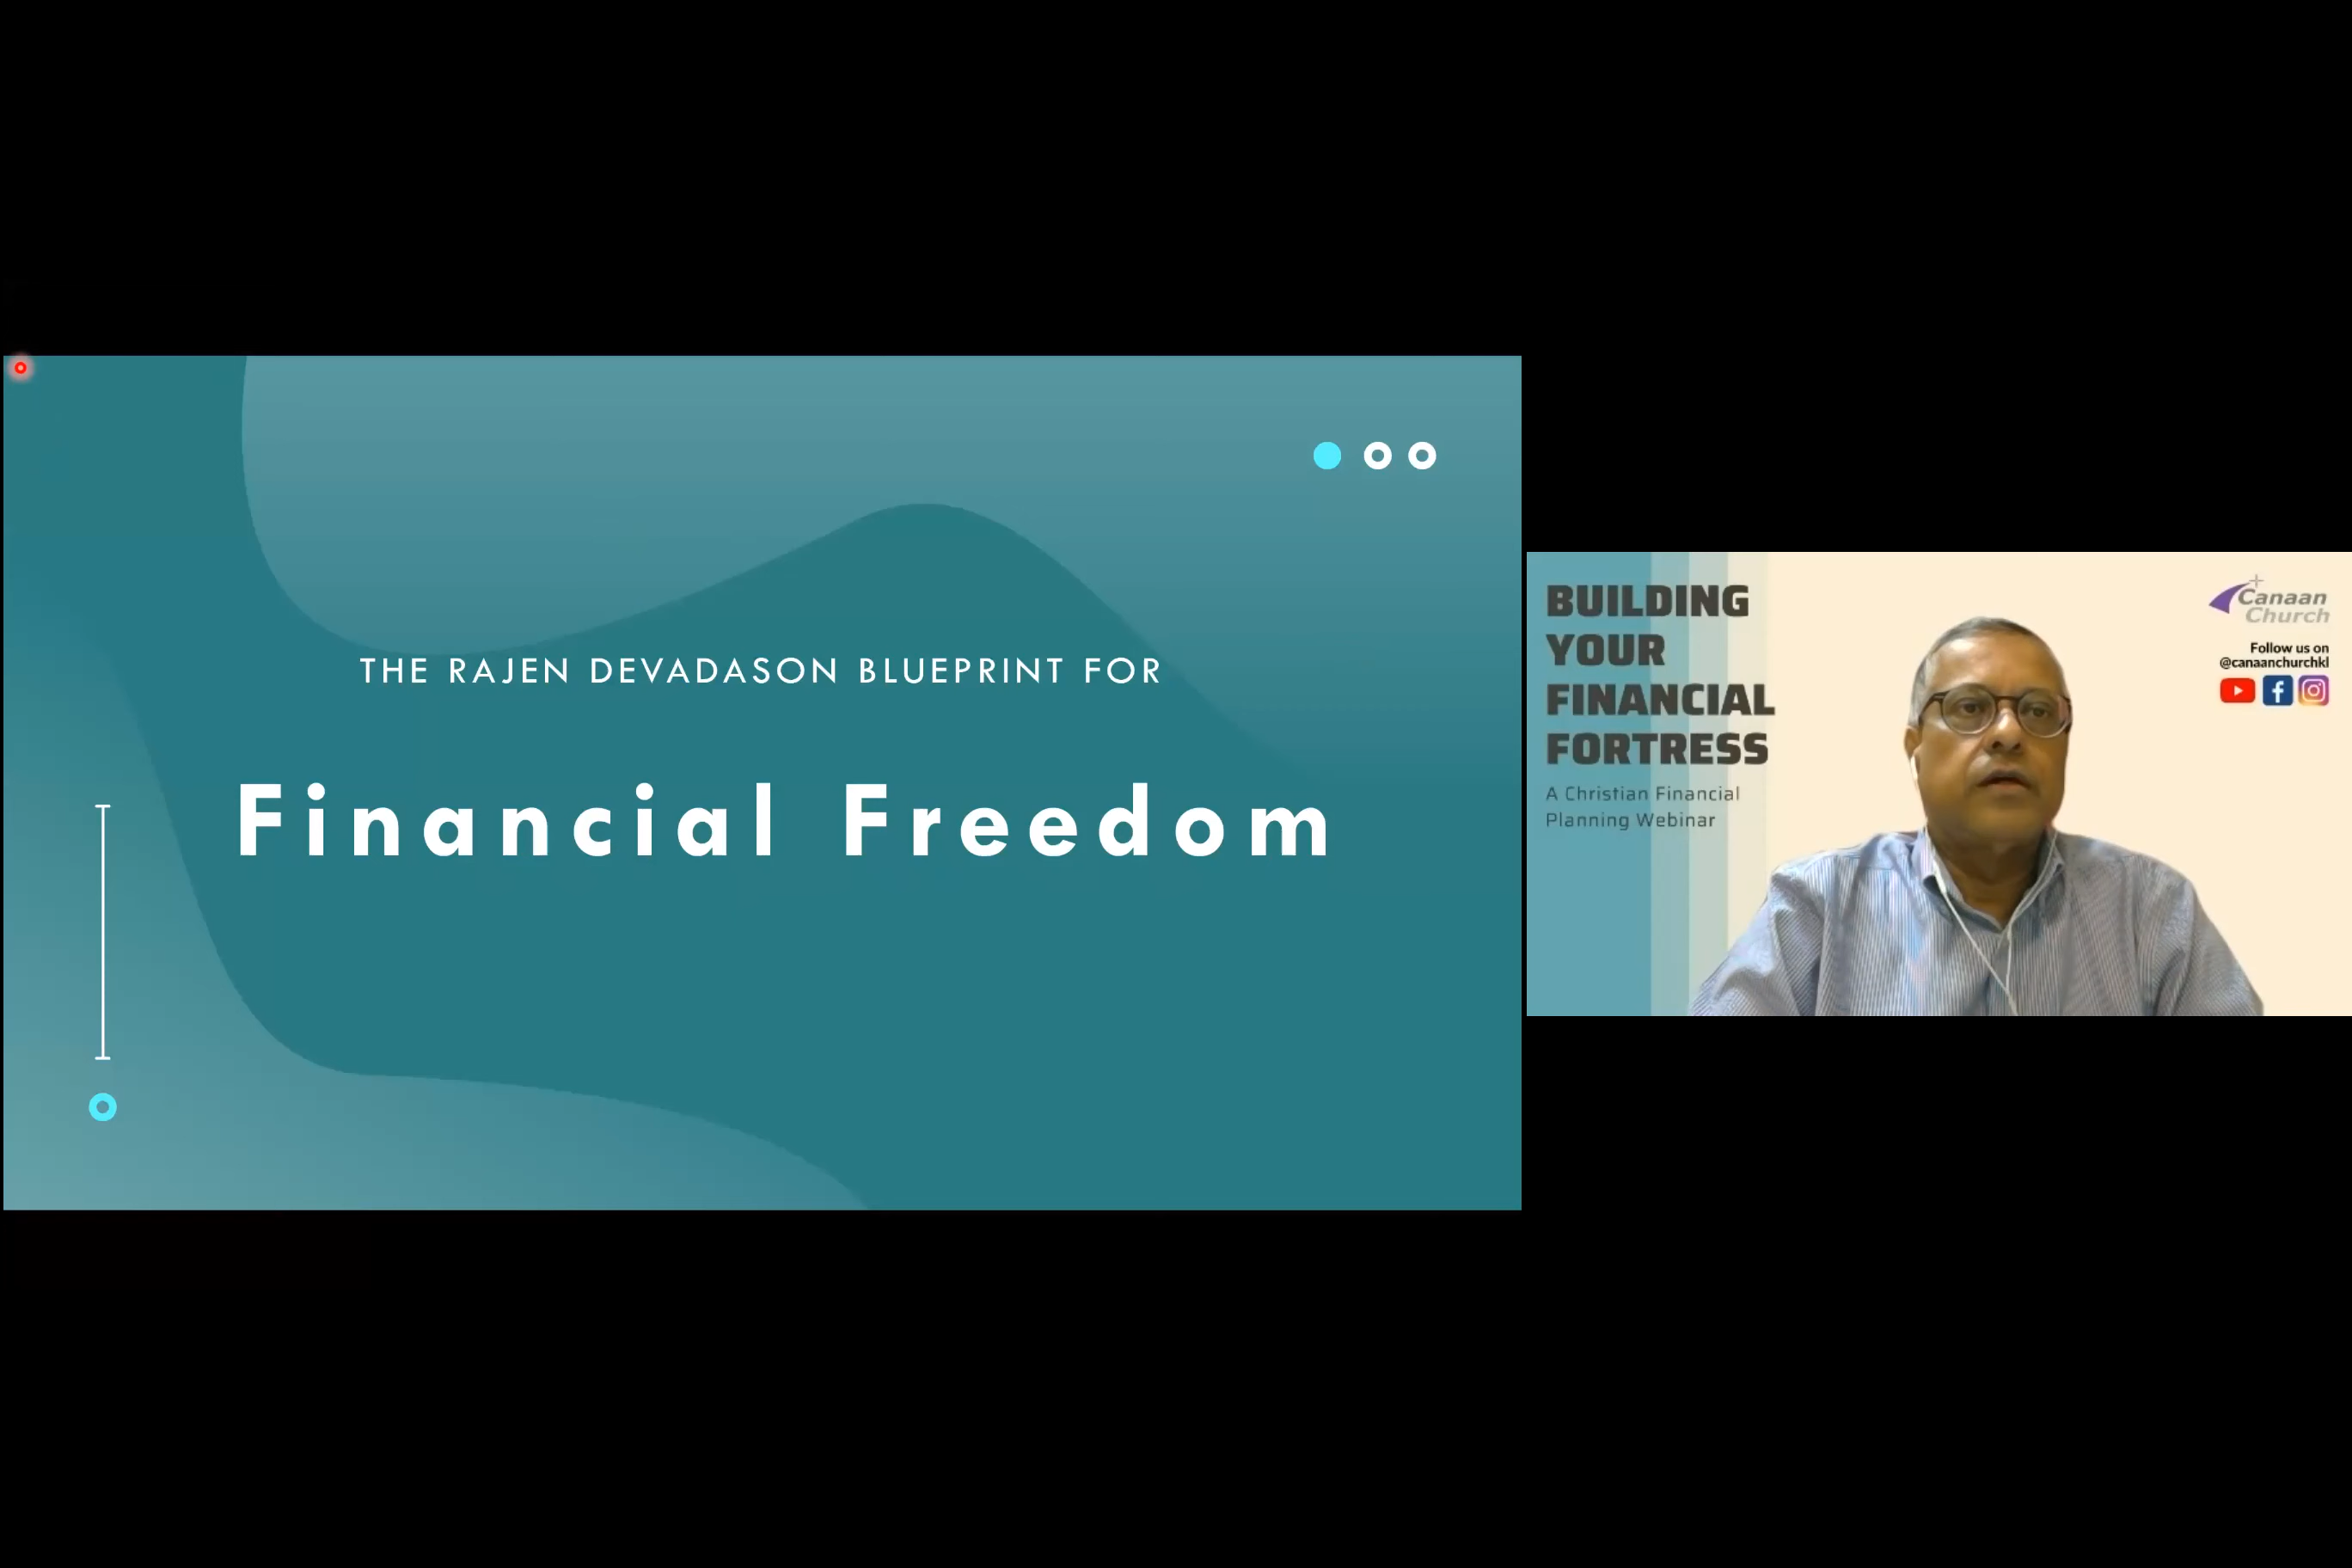 THE RAJEN DEVADASON BLUEPRINT FOR
Financial Freedom
BUILDING
YOUR
FINANCIAL
FORTRESS
A Christian Financial
Planning Webinar
Canaan
Church
Follow us on
@canaanchurchkl